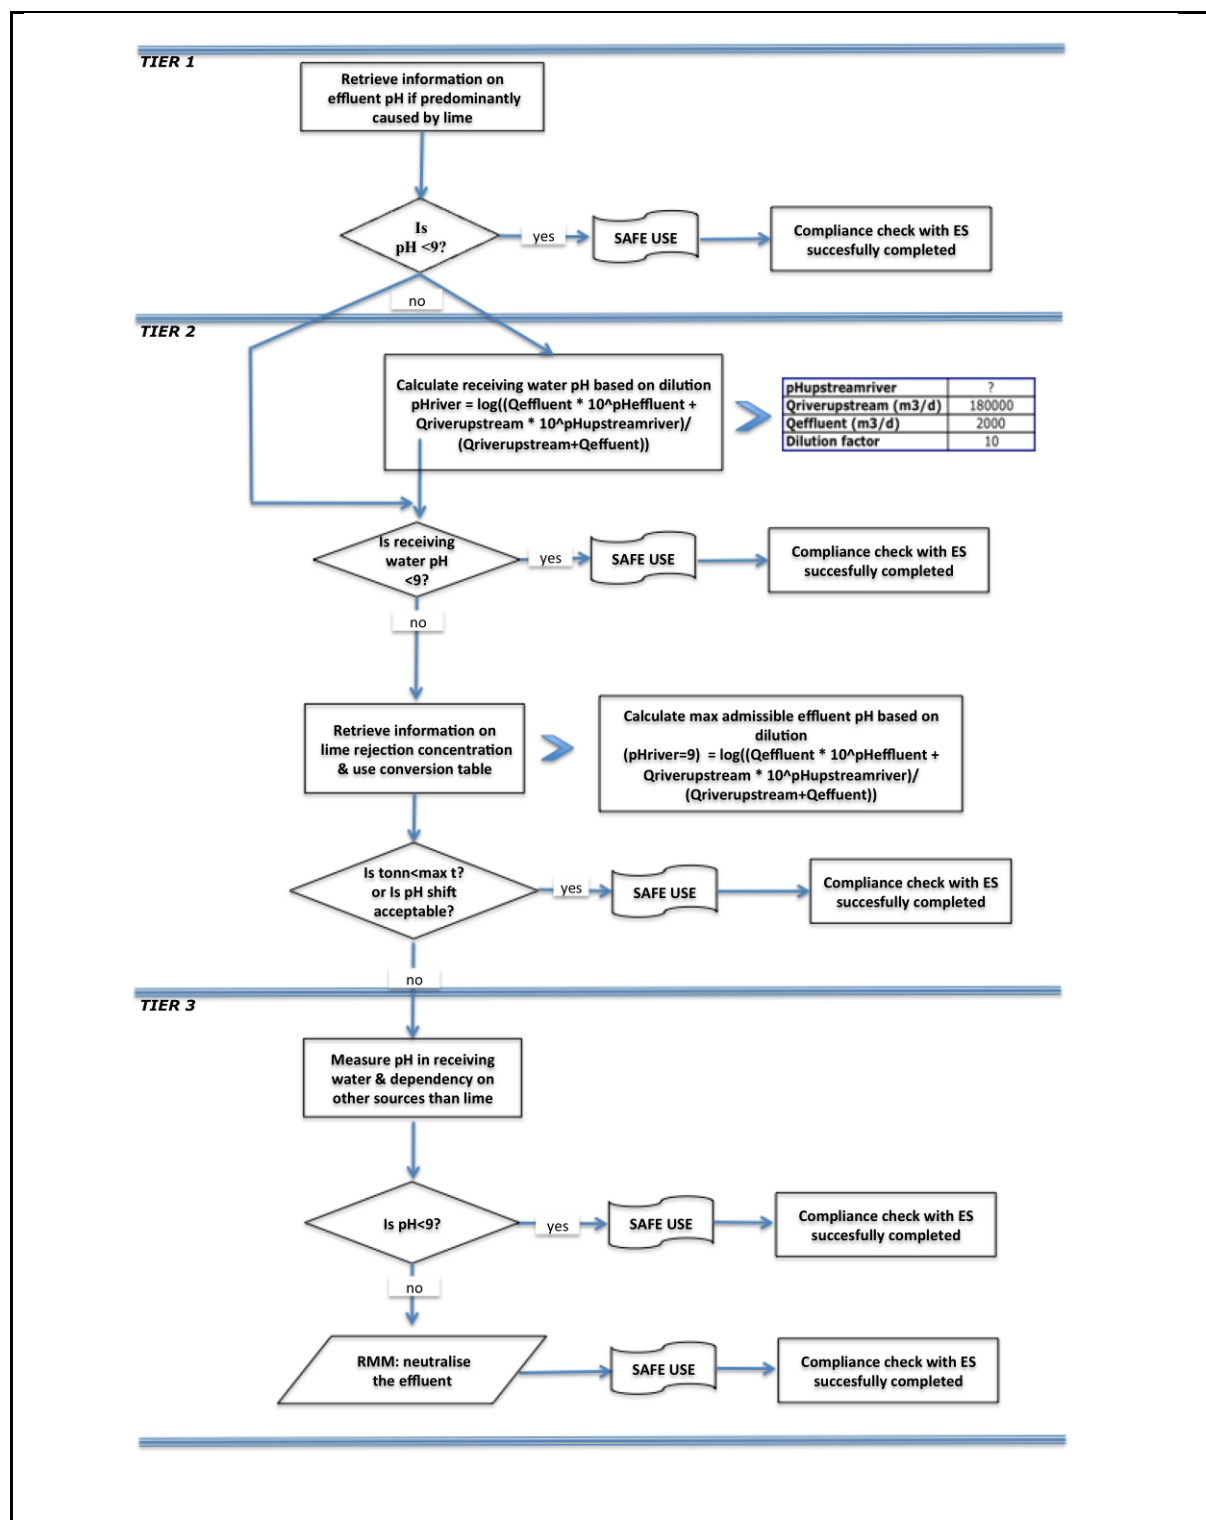 TIER 1
Retrieve information on
effluent pH if predominantly
caused by lime
Is
pH <9?
yes
SAFE USE
Compliance check with ES
succesfully completed
no
TIER 2
Calculate receiving water pH based on dilution
pHriver = log((Qeffluent * 10^pHeffluent +
Qriverupstream * 10^pHupstreamriver)/
(Qriverupstream+Qeffuent))
pHupstreamriver ?
Qriverupstream (m3/d) 180000
Qeffluent (m3/d) 2000
Dilution factor 10
Is receiving
water pH
<9?
yes
SAFE USE
Compliance check with ES
succesfully completed
no
Retrieve information on
lime rejection concentration
& use conversion table
Calculate max admissible effluent pH based on
dilution
(pHriver=9) = log((Qeffluent * 10^pHeffluent +
Qriverupstream * 10^pHupstreamriver)/
(Qriverupstream+Qeffuent))
Is tonn<max t?
or Is pH shift
acceptable?
yes
SAFE USE
Compliance check with ES
succesfully completed
no
TIER 3
Measure pH in receiving
water & dependency on
other sources than lime
Is pH<9?
yes
SAFE USE
Compliance check with ES
succesfully completed
no
RMM: neutralise
the effluent
SAFE USE
Compliance check with ES
succesfully completed